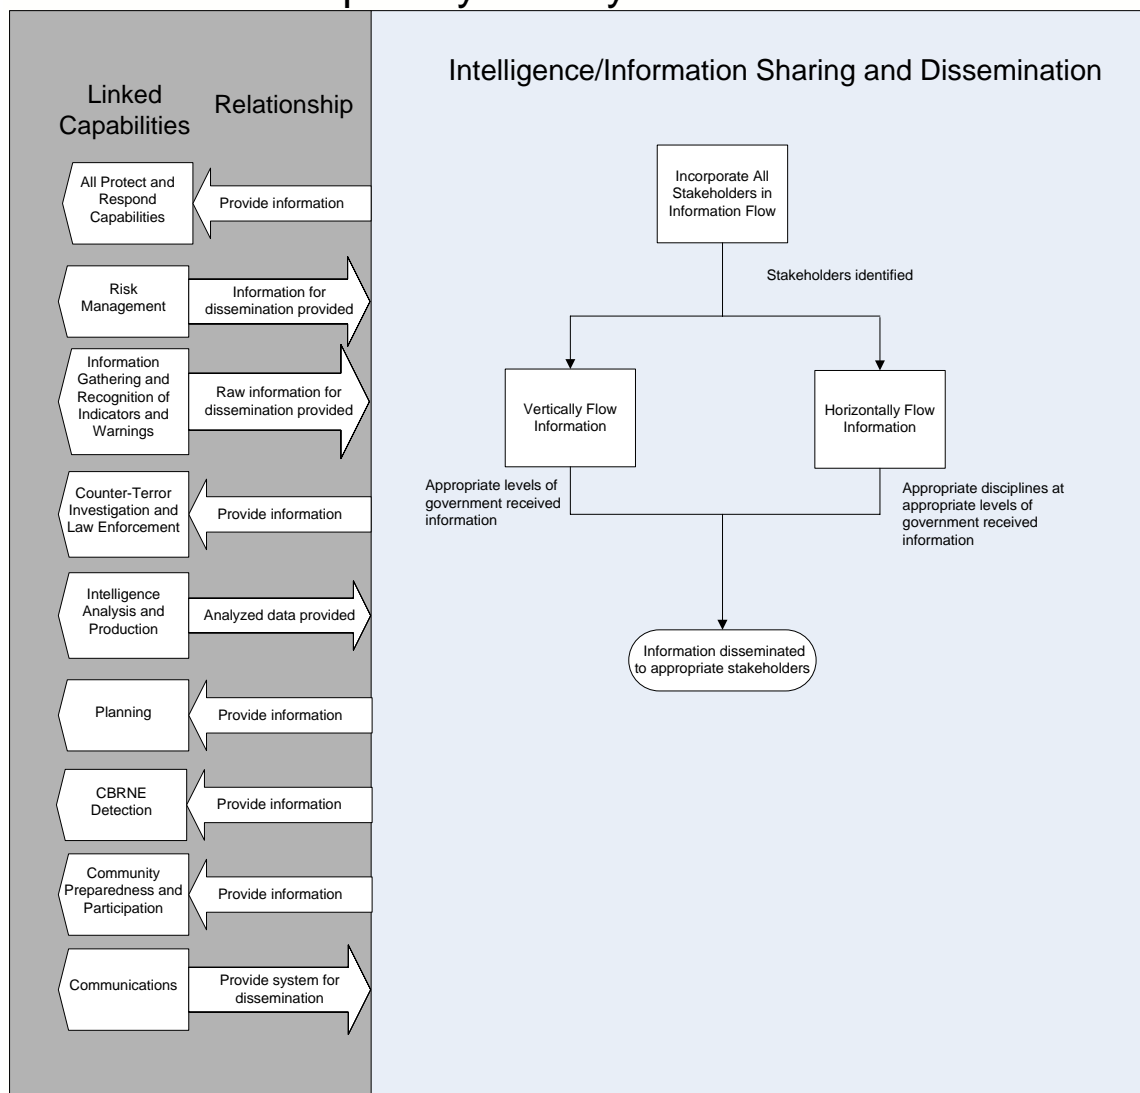 Intelligence/Information Sharing and Dissemination
Linked
Capabilities
Relationship
All Protect and
Respond
Capabilities
Provide information
Risk
Management
Information for
dissemination provided
Information
Gathering and
Recognition of
Indicators and
Warnings
Raw information for
dissemination provided
Counter-Terror
Investigation and
Law Enforcement
Provide information
Intelligence
Analysis and
Production
Analyzed data provided
Planning
Provide information
CBRNE
Detection
Provide information
Community
Preparedness and
Participation
Provide information
Communications
Provide system for
dissemination
Incorporate All
Stakeholders in
Information Flow
Stakeholders identified
Vertically Flow
Information
Horizontally Flow
Information
Appropriate levels of
government received
information
Appropriate disciplines at
appropriate levels of
government received
information
Information disseminated
to appropriate stakeholders